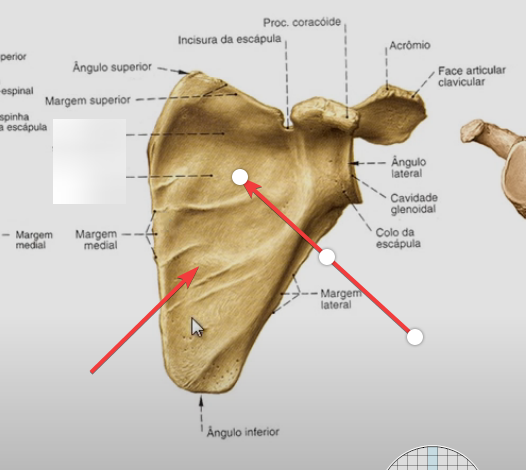 Proc. coracóide
Incisura da escápula
Acrômio
perior
Ângulo superior
Face articular
clavicular
-espinal
Margem superior
spinha
a escápula
Ângulo
lateral
Cavidade
glenoidal
Margem
medial
Margem
medial
Colo da
escápula
Margem
lateral
Ângulo inferior